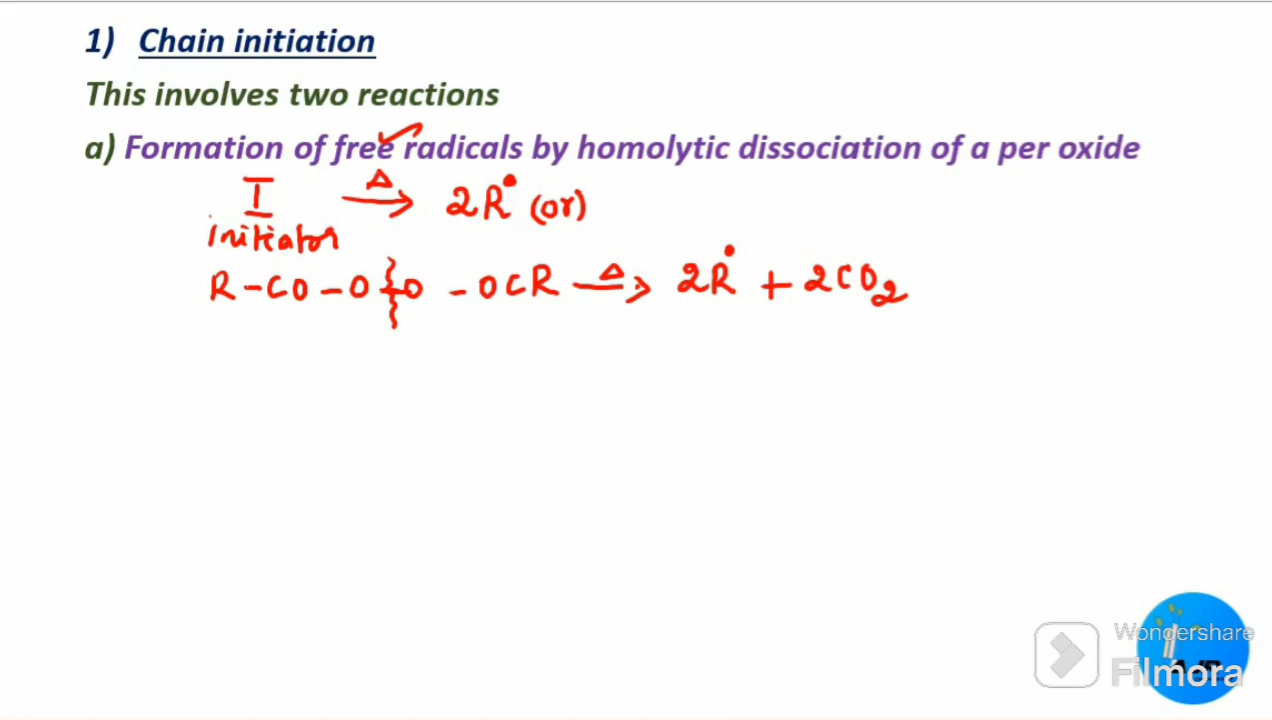 1) Chain initiation
This involves two reactions
a) Formation of free radicals by homolytic dissociation of a per oxide
I —Δ→ 2R• (or)
initiator
R-CO-O}-O-OCR —Δ→ 2R• + 2CO₂
Wondershare
Filmora